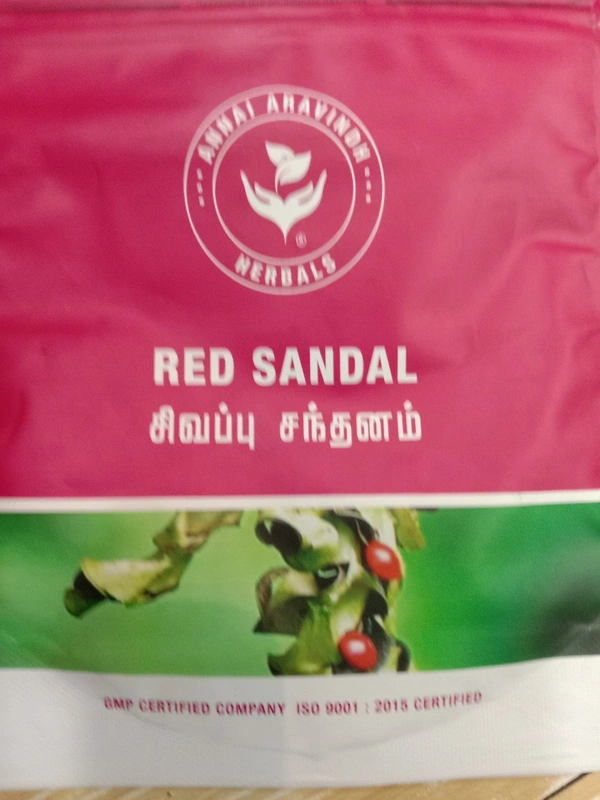 ANNAI ARAVINDH
®
HERBALS
RED SANDAL
சிவப்பு சந்தனம்
GMP CERTIFIED COMPANY ISO 9001 : 2015 CERTIFIED